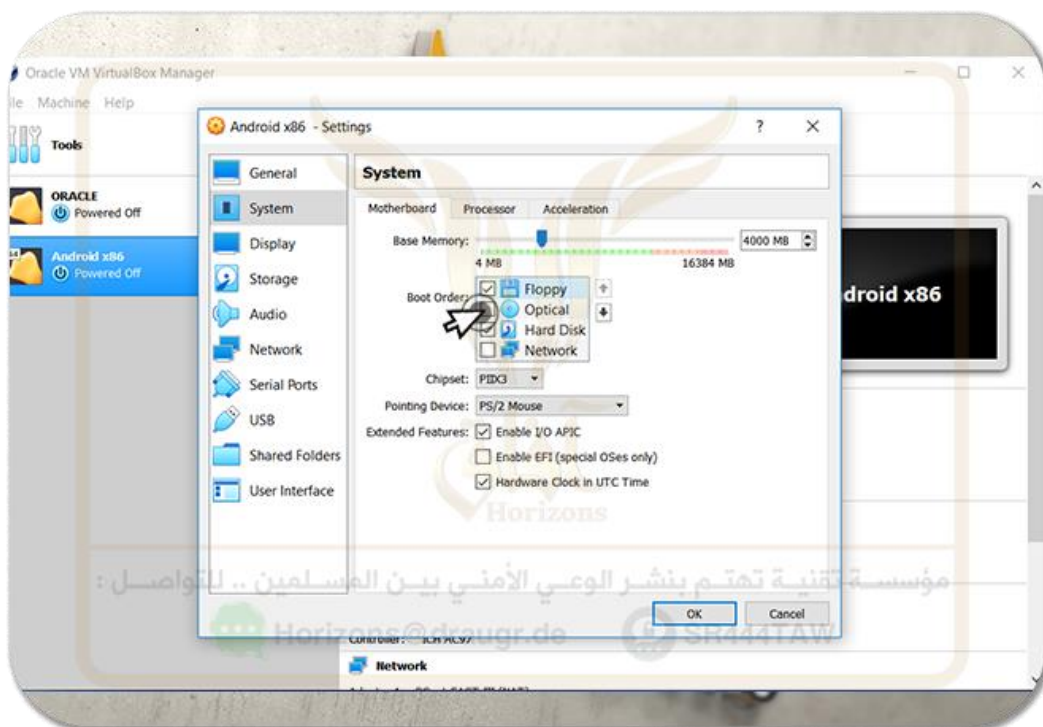 Oracle VM VirtualBox Manager
Machine Help
Android x86 - Settings
? ×
Tools
General
System
ORACLE
Powered Off
System
Motherboard Processor Acceleration
Android x86
Powered Off
Display
Base Memory:
4000 MB
4 MB 16384 MB
Storage
Boot Order:
Floppy
Optical
Hard Disk
Network
droid x86
Audio
Network
Chipset: PIIX3
Serial Ports
Pointing Device: PS/2 Mouse
USB
Extended Features: Enable I/O APIC
Enable EFI (special OSes only)
Shared Folders
Hardware Clock in UTC Time
User Interface
Horizons
مؤسسة تقنية تهتم بنشر الوعي الأمني بين المسلمين .. للتواصل :
OK Cancel
Horizons@draugr.de SR444TAW
Controller: ICH AC97
Network